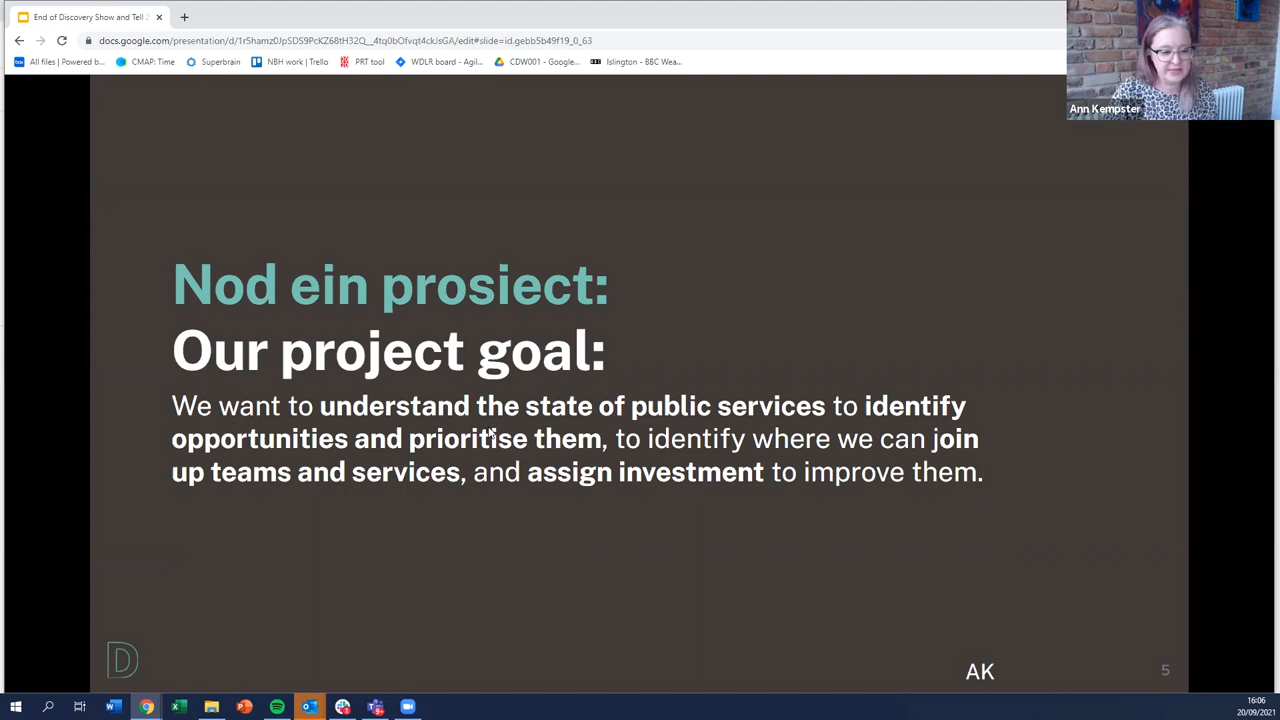 End of Discovery Show and Tell 2
docs.google.com/presentation/d/1r5hamz0JpSDS9PcKZ68tH32Q__4tq0bOfvqt4ckJsGA/edit#slide=id.gebb5b49f19_0_63
All files | Powered b... CMAP: Time Superbrain NBH work | Trello PRT tool WDLR board - Agil... CDW001 - Google... Islington - BBC Wea...
Ann Kempster
Nod ein prosiect:
Our project goal:
We want to understand the state of public services to identify
opportunities and prioritise them, to identify where we can join
up teams and services, and assign investment to improve them.
D
AK
5
16:06
20/09/2021